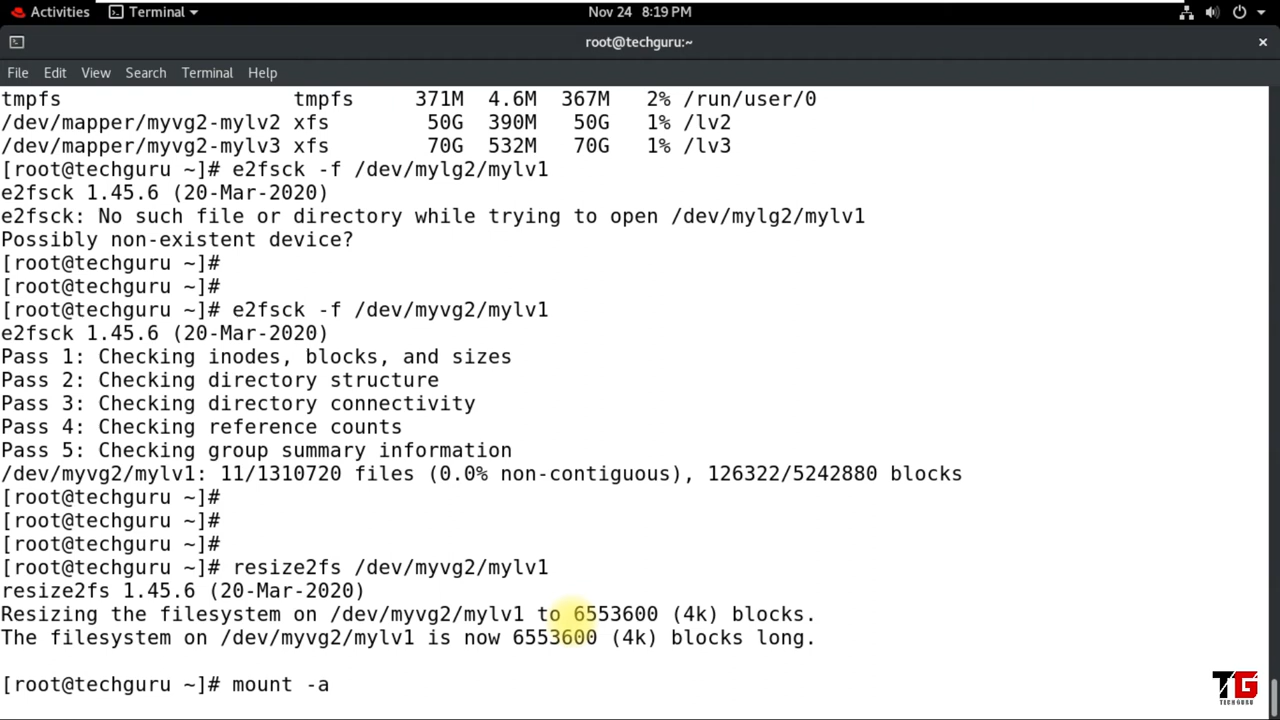 Activities Terminal Nov 24 8:19 PM
root@techguru:~
File Edit View Search Terminal Help
tmpfs tmpfs 371M 4.6M 367M 2% /run/user/0
/dev/mapper/myvg2-mylv2 xfs 50G 390M 50G 1% /lv2
/dev/mapper/myvg2-mylv3 xfs 70G 532M 70G 1% /lv3
[root@techguru ~]# e2fsck -f /dev/mylg2/mylv1
e2fsck 1.45.6 (20-Mar-2020)
e2fsck: No such file or directory while trying to open /dev/mylg2/mylv1
Possibly non-existent device?
[root@techguru ~]#
[root@techguru ~]#
[root@techguru ~]# e2fsck -f /dev/myvg2/mylv1
e2fsck 1.45.6 (20-Mar-2020)
Pass 1: Checking inodes, blocks, and sizes
Pass 2: Checking directory structure
Pass 3: Checking directory connectivity
Pass 4: Checking reference counts
Pass 5: Checking group summary information
/dev/myvg2/mylv1: 11/1310720 files (0.0% non-contiguous), 126322/5242880 blocks
[root@techguru ~]#
[root@techguru ~]#
[root@techguru ~]#
[root@techguru ~]# resize2fs /dev/myvg2/mylv1
resize2fs 1.45.6 (20-Mar-2020)
Resizing the filesystem on /dev/myvg2/mylv1 to 6553600 (4k) blocks.
The filesystem on /dev/myvg2/mylv1 is now 6553600 (4k) blocks long.
[root@techguru ~]# mount -a
TG
TECH GURU